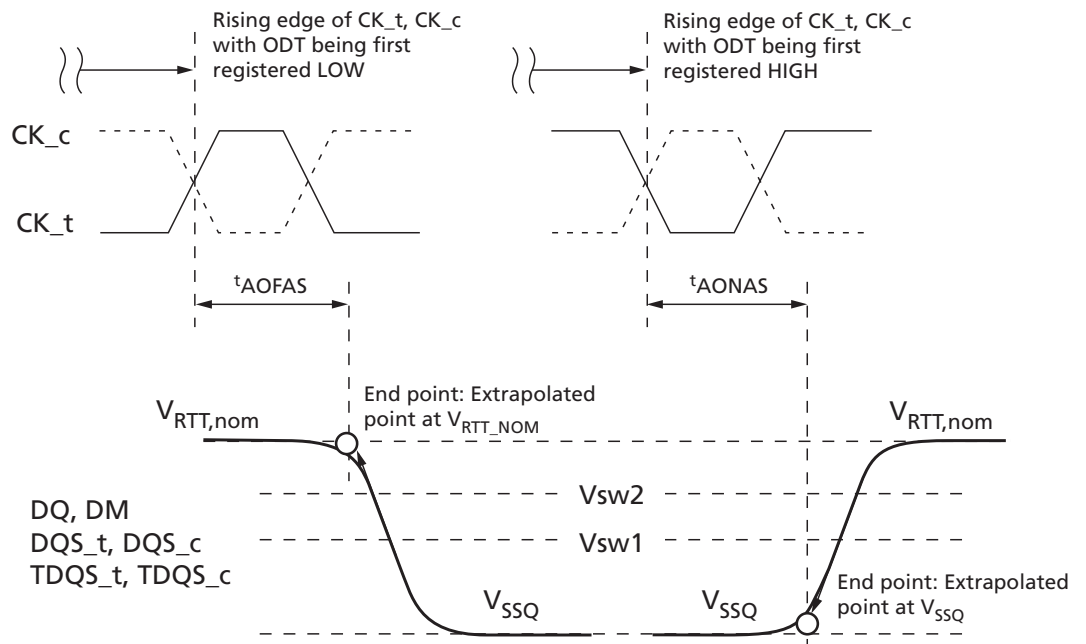 Rising edge of CK_t, CK_c
with ODT being first
registered LOW
Rising edge of CK_t, CK_c
with ODT being first
registered HIGH
CK_c
CK_t
tAOFAS
tAONAS
End point: Extrapolated
point at VRTT_NOM
VRTT,nom
VRTT,nom
Vsw2
DQ, DM
DQS_t, DQS_c
TDQS_t, TDQS_c
Vsw1
VSSQ
VSSQ
End point: Extrapolated
point at VSSQ